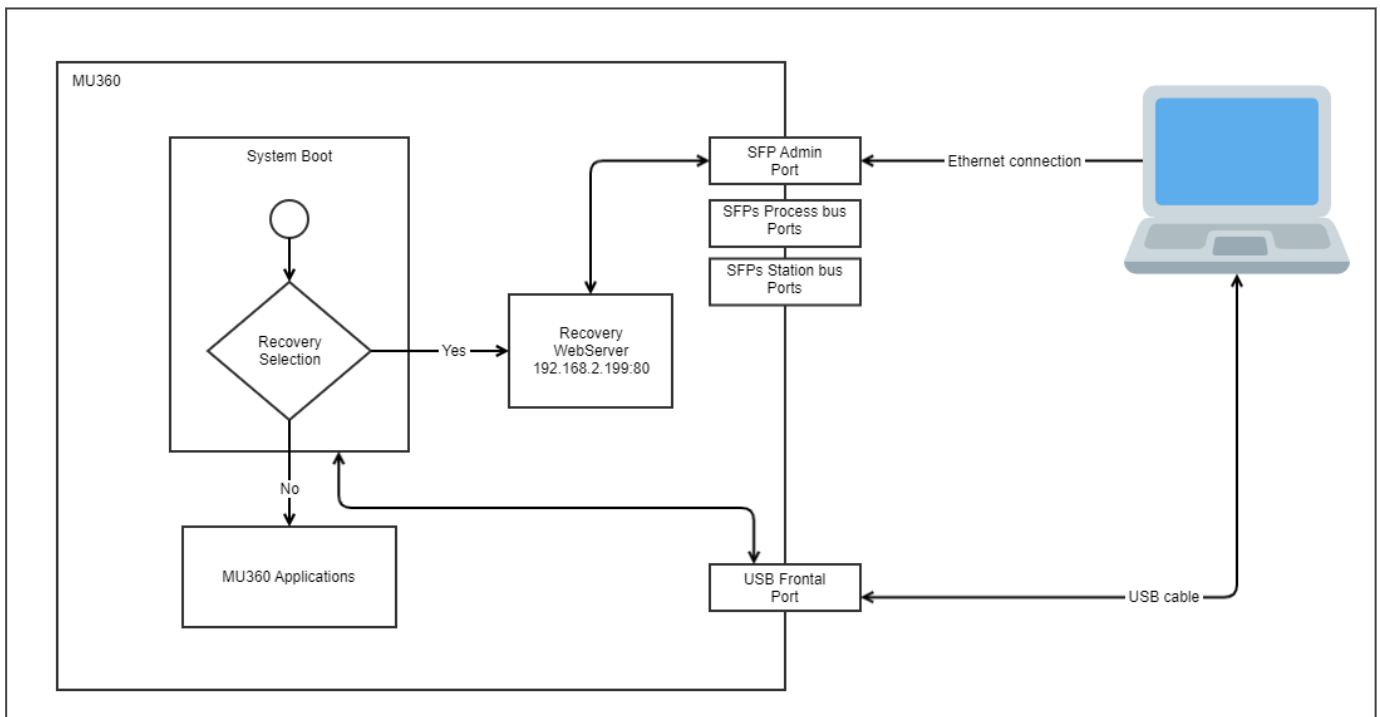 MU360
System Boot
SFP Admin
Port
Ethernet connection
SFPs Process bus
Ports
SFPs Station bus
Ports
Recovery
Selection
Yes
Recovery
WebServer
192.168.2.199:80
No
MU360 Applications
USB Frontal
Port
USB cable